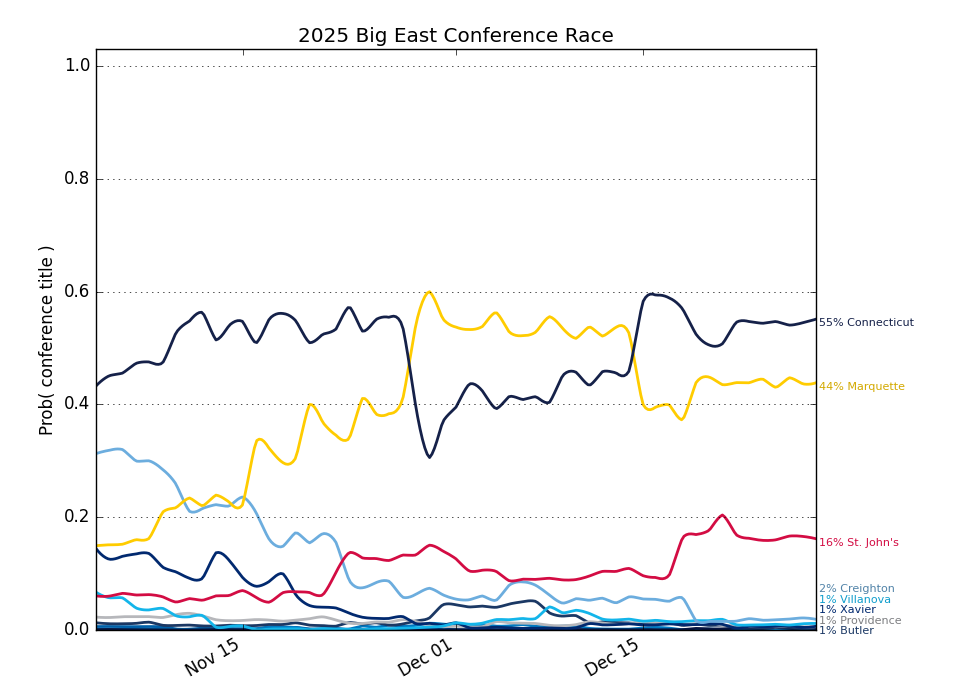 2025 Big East Conference Race
Prob( conference title )
1.0
0.8
0.6
0.4
0.2
0.0
Nov 15
Dec 01
Dec 15
55% Connecticut
44% Marquette
16% St. John's
2% Creighton
1% Villanova
1% Xavier
1% Providence
1% Butler